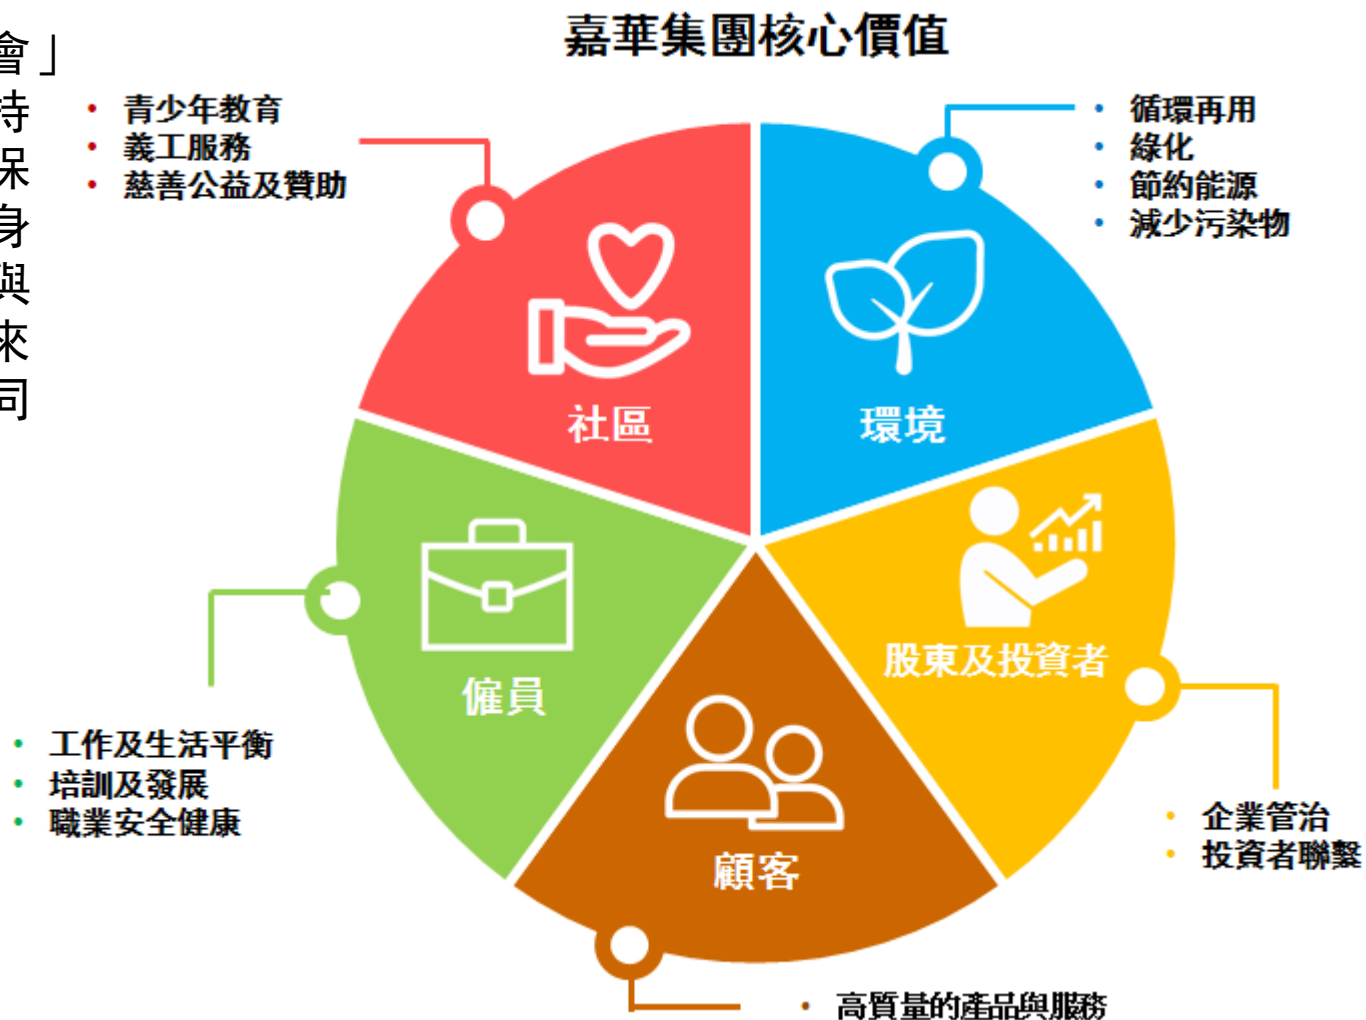 嘉華集團核心價值
會」
持
保
身
與
來
同
• 青少年教育
• 義工服務
• 慈善公益及贊助
• 循環再用
• 綠化
• 節約能源
• 減少污染物
社區
環境
股東及投資者
僱員
顧客
• 工作及生活平衡
• 培訓及發展
• 職業安全健康
• 企業管治
• 投資者聯繫
• 高質量的產品與服務